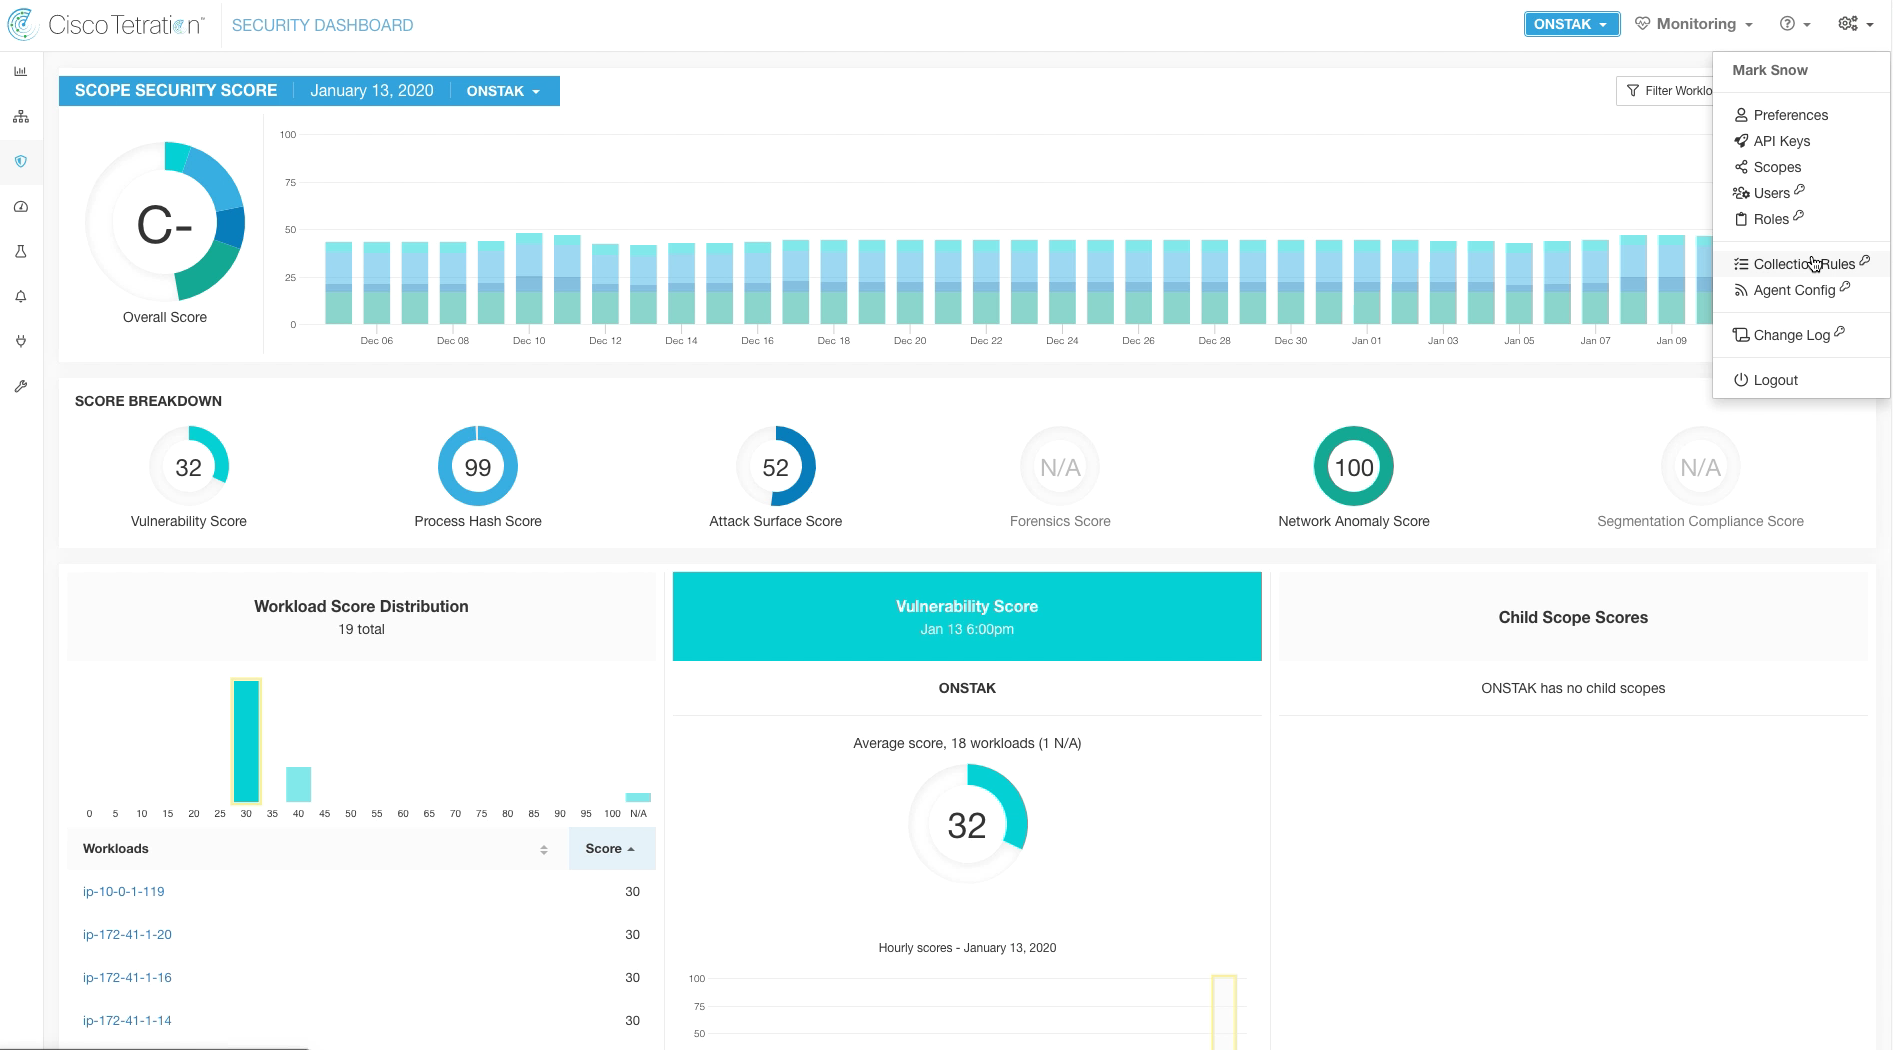 Cisco Tetration™
SECURITY DASHBOARD
ONSTAK
Monitoring
Mark Snow
Preferences
API Keys
Scopes
Users
Roles
Collection Rules
Agent Config
Change Log
Logout
SCOPE SECURITY SCORE
January 13, 2020
ONSTAK
Filter Worklo
C-
Overall Score
100
75
50
25
0
Dec 06 Dec 08 Dec 10 Dec 12 Dec 14 Dec 16 Dec 18 Dec 20 Dec 22 Dec 24 Dec 26 Dec 28 Dec 30 Jan 01 Jan 03 Jan 05 Jan 07 Jan 09
SCORE BREAKDOWN
32
Vulnerability Score
99
Process Hash Score
52
Attack Surface Score
N/A
Forensics Score
100
Network Anomaly Score
N/A
Segmentation Compliance Score
Workload Score Distribution
19 total
0 5 10 15 20 25 30 35 40 45 50 55 60 65 70 75 80 85 90 95 100 N/A
Workloads Score
ip-10-0-1-119 30
ip-172-41-1-20 30
ip-172-41-1-16 30
ip-172-41-1-14 30
Vulnerability Score
Jan 13 6:00pm
ONSTAK
Average score, 18 workloads (1 N/A)
32
Hourly scores - January 13, 2020
100
75
50
Child Scope Scores
ONSTAK has no child scopes